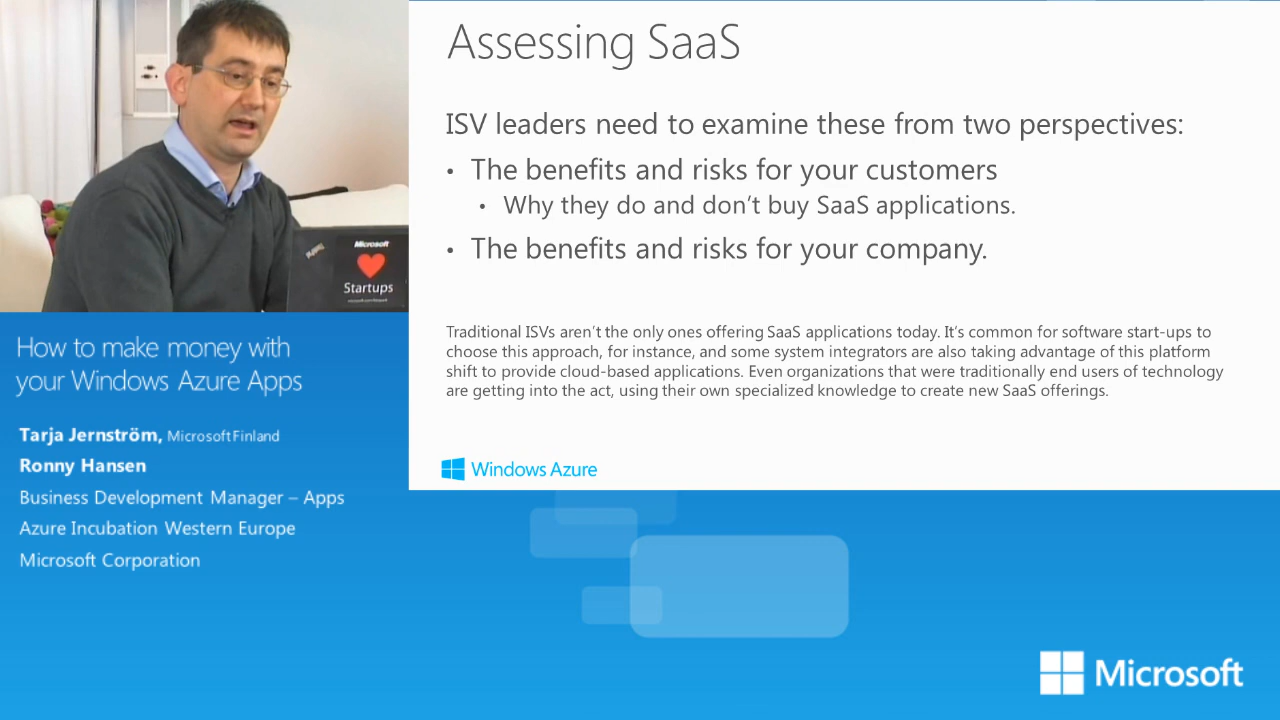 Microsoft
Startups
How to make money with
your Windows Azure Apps
Tarja Jernström, Microsoft Finland
Ronny Hansen
Business Development Manager – Apps
Azure Incubation Western Europe
Microsoft Corporation
Assessing SaaS
ISV leaders need to examine these from two perspectives:
• The benefits and risks for your customers
• Why they do and don't buy SaaS applications.
• The benefits and risks for your company.
Traditional ISVs aren't the only ones offering SaaS applications today. It's common for software start-ups to
choose this approach, for instance, and some system integrators are also taking advantage of this platform
shift to provide cloud-based applications. Even organizations that were traditionally end users of technology
are getting into the act, using their own specialized knowledge to create new SaaS offerings.
Windows Azure
Microsoft